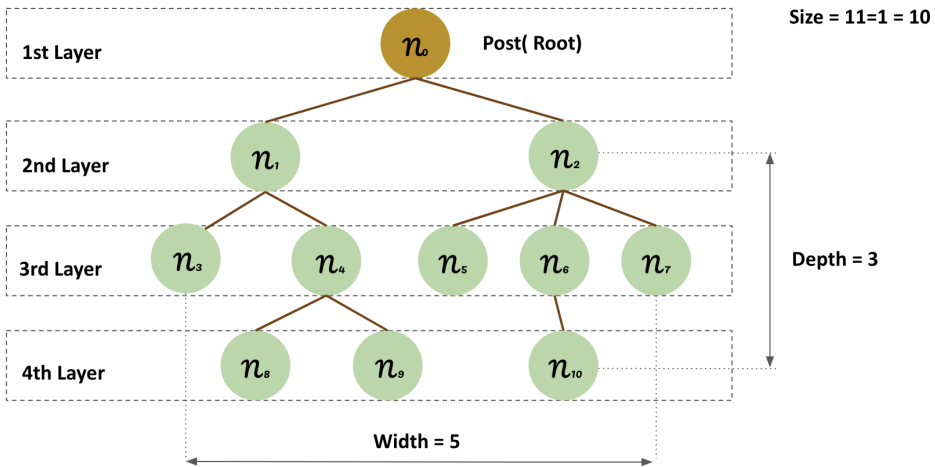 Size = 11=1 = 10
1st Layer
n₀
Post( Root)
2nd Layer
n₁
n₂
3rd Layer
n₃
n₄
n₅
n₆
n₇
Depth = 3
4th Layer
n₈
n₉
n₁₀
Width = 5